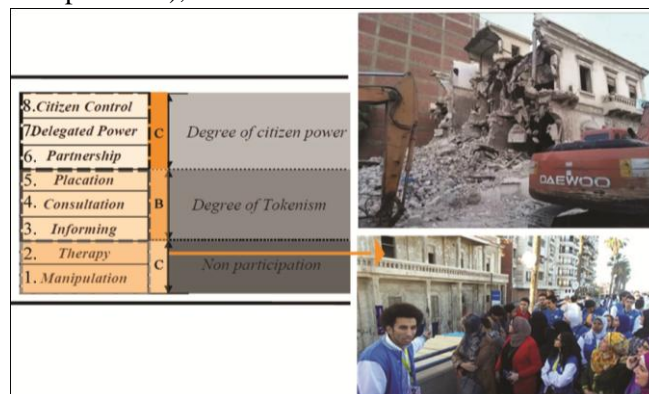 8.Citizen Control
7Delegated Power
6. Partnership
C
Degree of citizen power
5. Placation
4. Consultation
3. Informing
B
Degree of Tokenism
2. Therapy
1. Manipulation
C
Non participation
DAEWOO